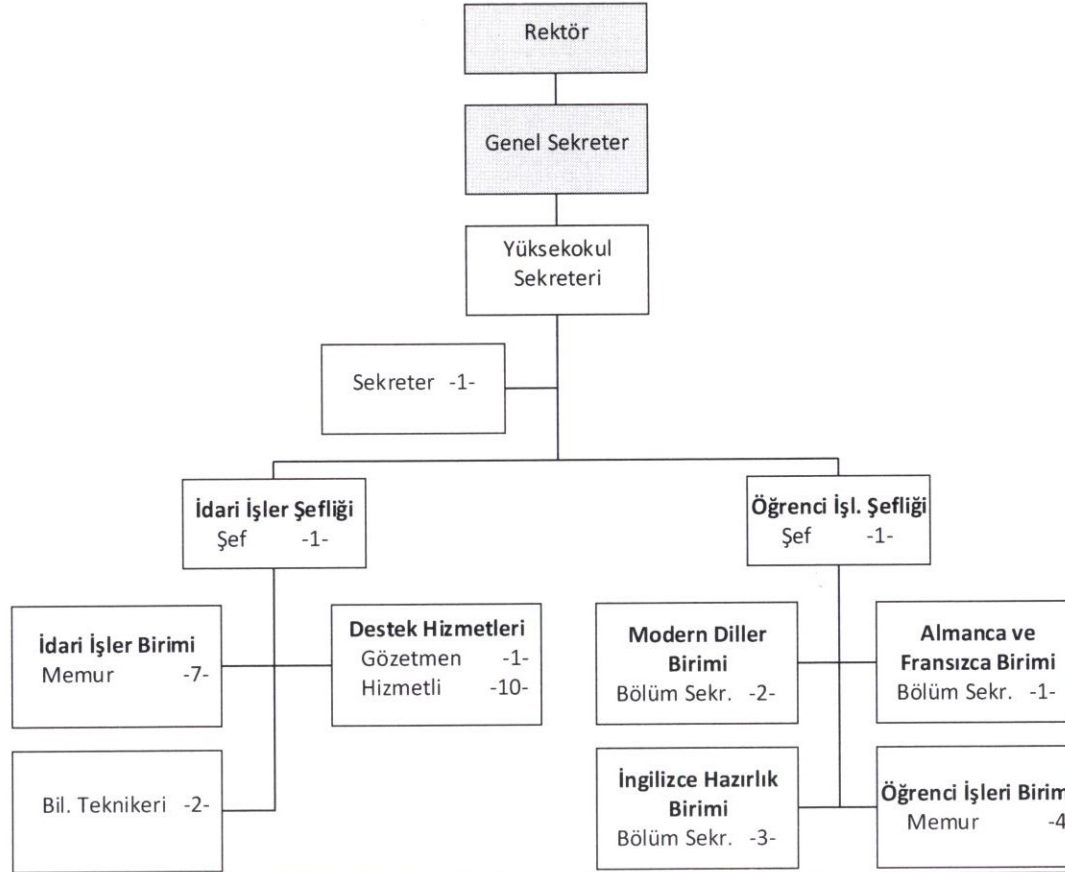 Rektör
Genel Sekreter
Yüksekokul
Sekreteri
Sekreter -1-
İdari İşler Şefliği
Şef -1-
Öğrenci İşl. Şefliği
Şef -1-
İdari İşler Birimi
Memur -7-
Destek Hizmetleri
Gözetmen -1-
Hizmetli -10-
Modern Diller
Birimi
Bölüm Sekr. -2-
Almanca ve
Fransızca Birimi
Bölüm Sekr. -1-
Bil. Teknikeri -2-
İngilizce Hazırlık
Birimi
Bölüm Sekr. -3-
Öğrenci İşleri Birim
Memur -4